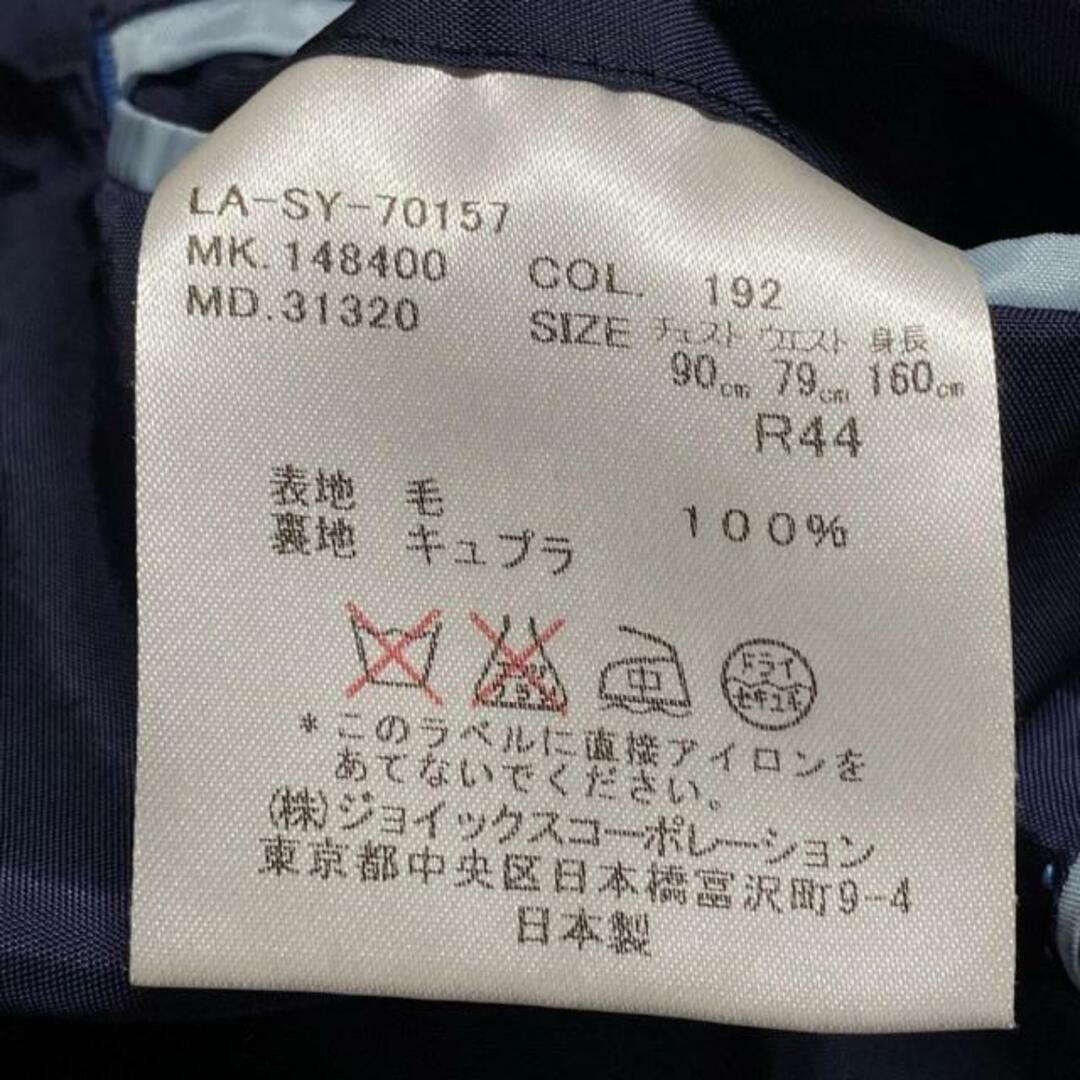 LA-SY-70157
MK.148400 COL. 192
MD.31320 SIZE チェスト ウエスト 身長
90cm 79cm 160cm
R44
表地 毛
裏地 キュプラ 100%
中
ドライ
セキユ系
*このラベルに直接アイロンを
あてないでください。
(株)ジョイックスコーポレーション
東京都中央区日本橋富沢町9-4
日本製